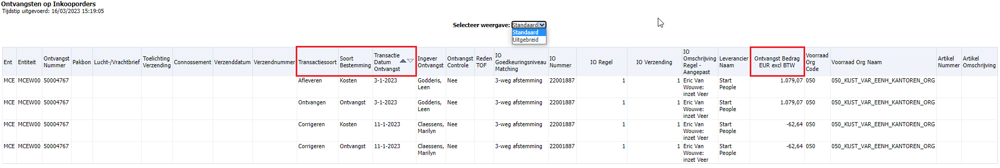 Ontvangsten op Inkooporders
Tijdstip uitgevoerd: 16/03/2023 15:19:05
Selecteer weergave: Standaard
Standaard
Uitgebreid
Ent Entiteit Ontvangst Nummer Pakbon Lucht-/Vrachtbrief Toelichting Verzending Connossement Verzenddatum Verzendnummer Transactiesoort Soort Bestemming Transactie Datum Ontvangst Ingever Ontvangst Ontvangst Controle Reden TOF IO Goedkeuringsniveau Matching IO Nummer IO Regel IO Verzending IO Omschrijving Regel - Aangepast Leverancier Naam Ontvangst Bedrag EUR excl BTW Voorraad Org Code Voorraad Org Naam Artikel Nummer Artikel Omschrijving
MCE MCEW00 50004767 Afleveren Kosten 3-1-2023 Godderis, Leen Nee 3-weg afstemming 22001887 1 1 Eric Van Wouwe: inzet Veer Start People 1.079,07 050 050_KUST_VAR_EENH_KANTOREN_ORG
MCE MCEW00 50004767 Ontvangen Ontvangst 3-1-2023 Godderis, Leen Nee 3-weg afstemming 22001887 1 1 Eric Van Wouwe: inzet Veer Start People 1.079,07 050 050_KUST_VAR_EENH_KANTOREN_ORG
MCE MCEW00 50004767 Corrigeren Kosten 11-1-2023 Claessens, Marilyn Nee 3-weg afstemming 22001887 1 1 Eric Van Wouwe: inzet Veer Start People -62,64 050 050_KUST_VAR_EENH_KANTOREN_ORG
MCE MCEW00 50004767 Corrigeren Ontvangst 11-1-2023 Claessens, Marilyn Nee 3-weg afstemming 22001887 1 1 Eric Van Wouwe: inzet Veer Start People -62,64 050 050_KUST_VAR_EENH_KANTOREN_ORG